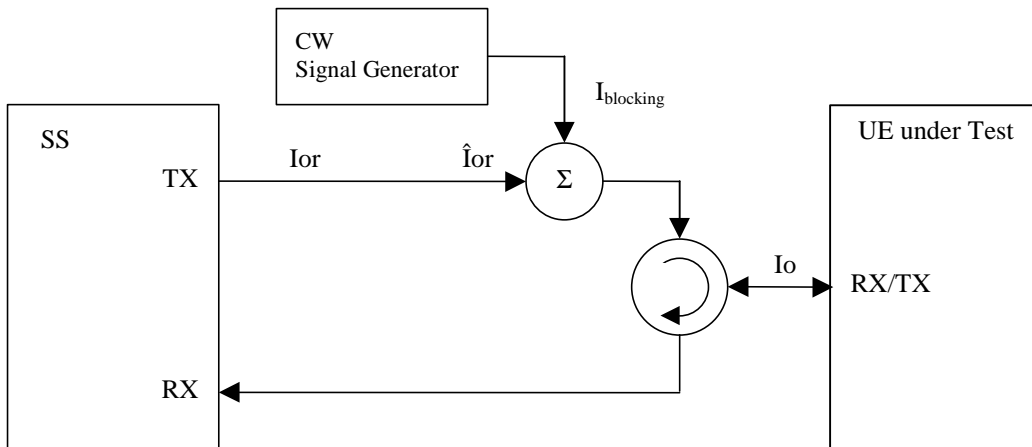 CW
Signal Generator
I_blocking
SS
UE under Test
TX
Ior
Îor
Σ
Io
RX/TX
RX